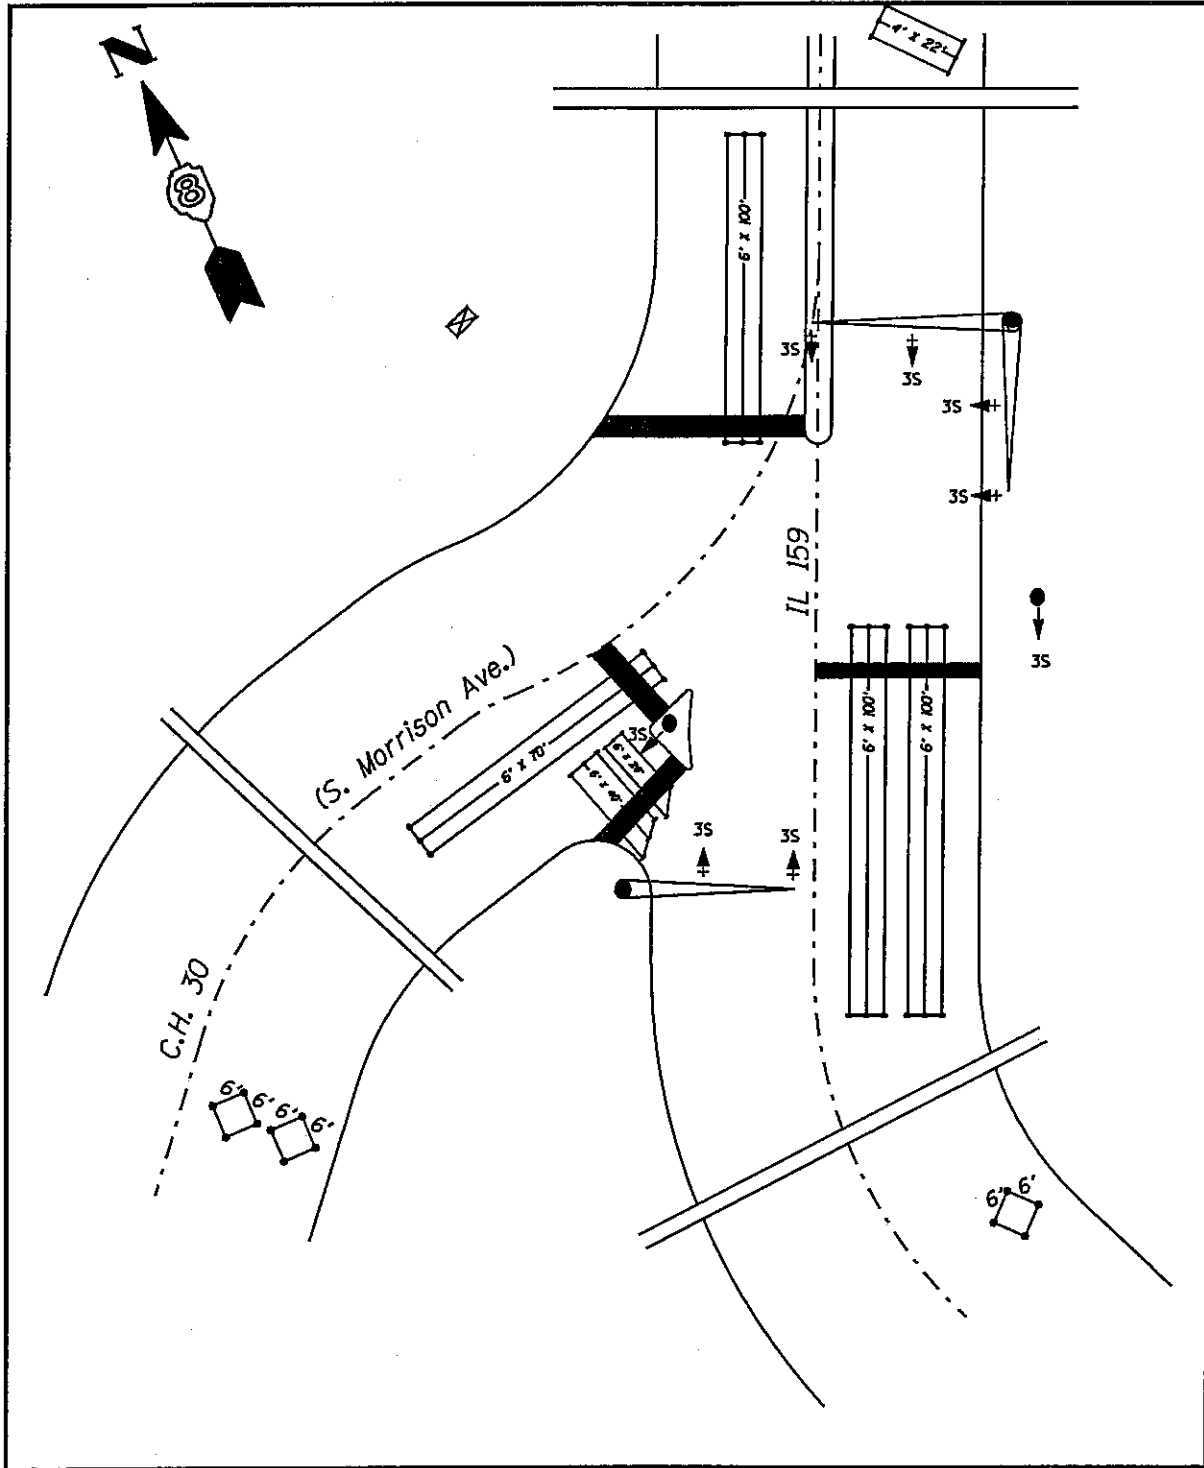 N
4' X 22'
8
6' X 100'
3S
3S
3S
3S
IL 159
3S
(S. Morrison Ave.)
3S
6' X 70'
6' X 100'
6' X 100'
3S
3S
C.H. 30
6'
6'
6'
6'
6'
6'